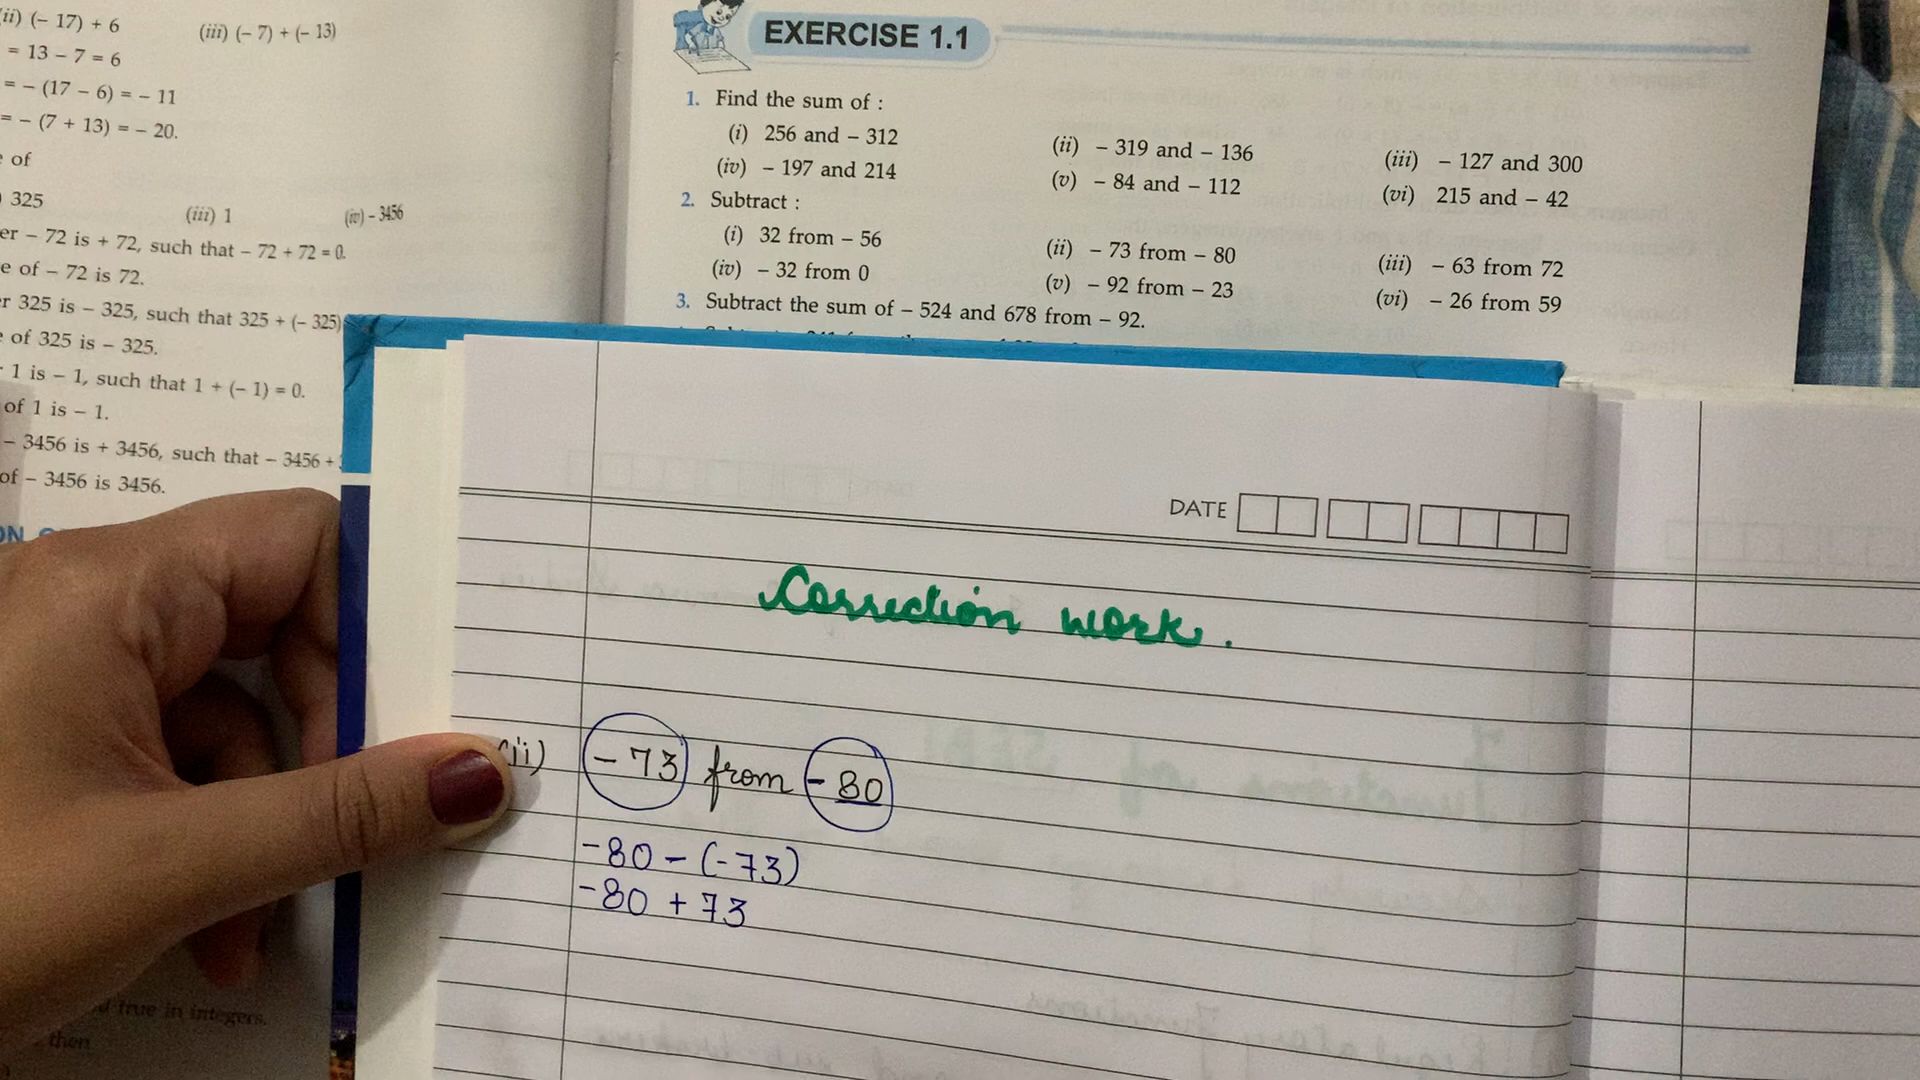 (ii) (– 17) + 6 (iii) (– 7) + (– 13)
= 13 – 7 = 6
= – (17 – 6) = – 11
= – (7 + 13) = – 20.
of
325 (iii) 1 (iv) – 3456
er – 72 is + 72, such that – 72 + 72 = 0.
e of – 72 is 72.
r 325 is – 325, such that 325 + (– 325)
of 325 is – 325.
1 is – 1, such that 1 + (– 1) = 0.
of 1 is – 1.
– 3456 is + 3456, such that – 3456 +
of – 3456 is 3456.
d true in integers.
then
EXERCISE 1.1
1. Find the sum of :
(i) 256 and – 312 (ii) – 319 and – 136 (iii) – 127 and 300
(iv) – 197 and 214 (v) – 84 and – 112 (vi) 215 and – 42
2. Subtract :
(i) 32 from – 56 (ii) – 73 from – 80 (iii) – 63 from 72
(iv) – 32 from 0 (v) – 92 from – 23 (vi) – 26 from 59
3. Subtract the sum of – 524 and 678 from – 92.
DATE
Correction work.
(ii) – 73 from - 80
-80 – (-73)
-80 + 73